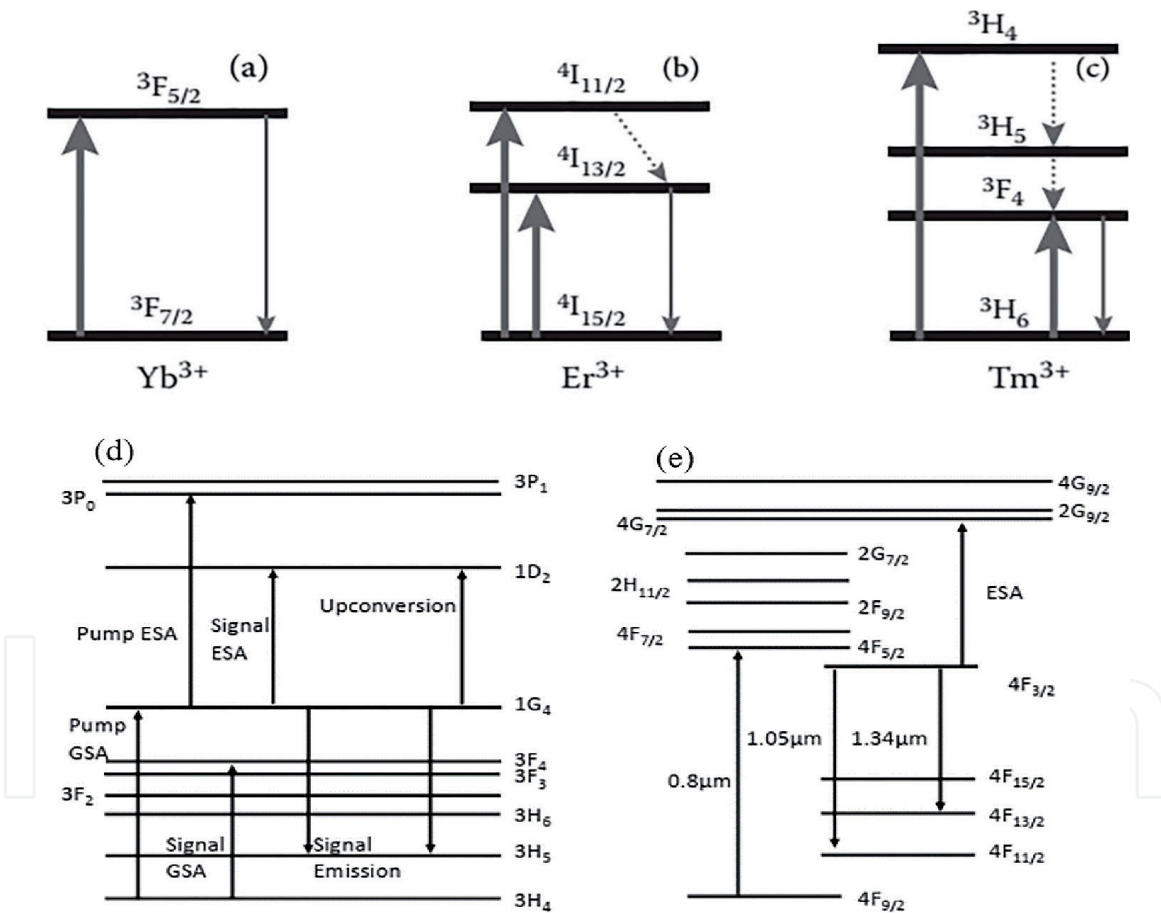 (a)
³F₅/₂
³F₇/₂
Yb³⁺
(b)
⁴I₁₁/₂
⁴I₁₃/₂
⁴I₁₅/₂
Er³⁺
(c)
³H₄
³H₅
³F₄
³H₆
Tm³⁺
(d)
3P₁
3P₀
1D₂
Upconversion
Pump ESA
Signal
ESA
1G₄
Pump
GSA
3F₄
3F₃
3F₂
3H₆
Signal
GSA
Signal
Emission
3H₅
3H₄
(e)
4G₉/₂
2G₉/₂
4G₇/₂
2G₇/₂
2H₁₁/₂
2F₉/₂
ESA
4F₇/₂
4F₅/₂
4F₃/₂
1.05μm
1.34μm
0.8μm
4F₁₅/₂
4F₁₃/₂
4F₁₁/₂
4F₉/₂